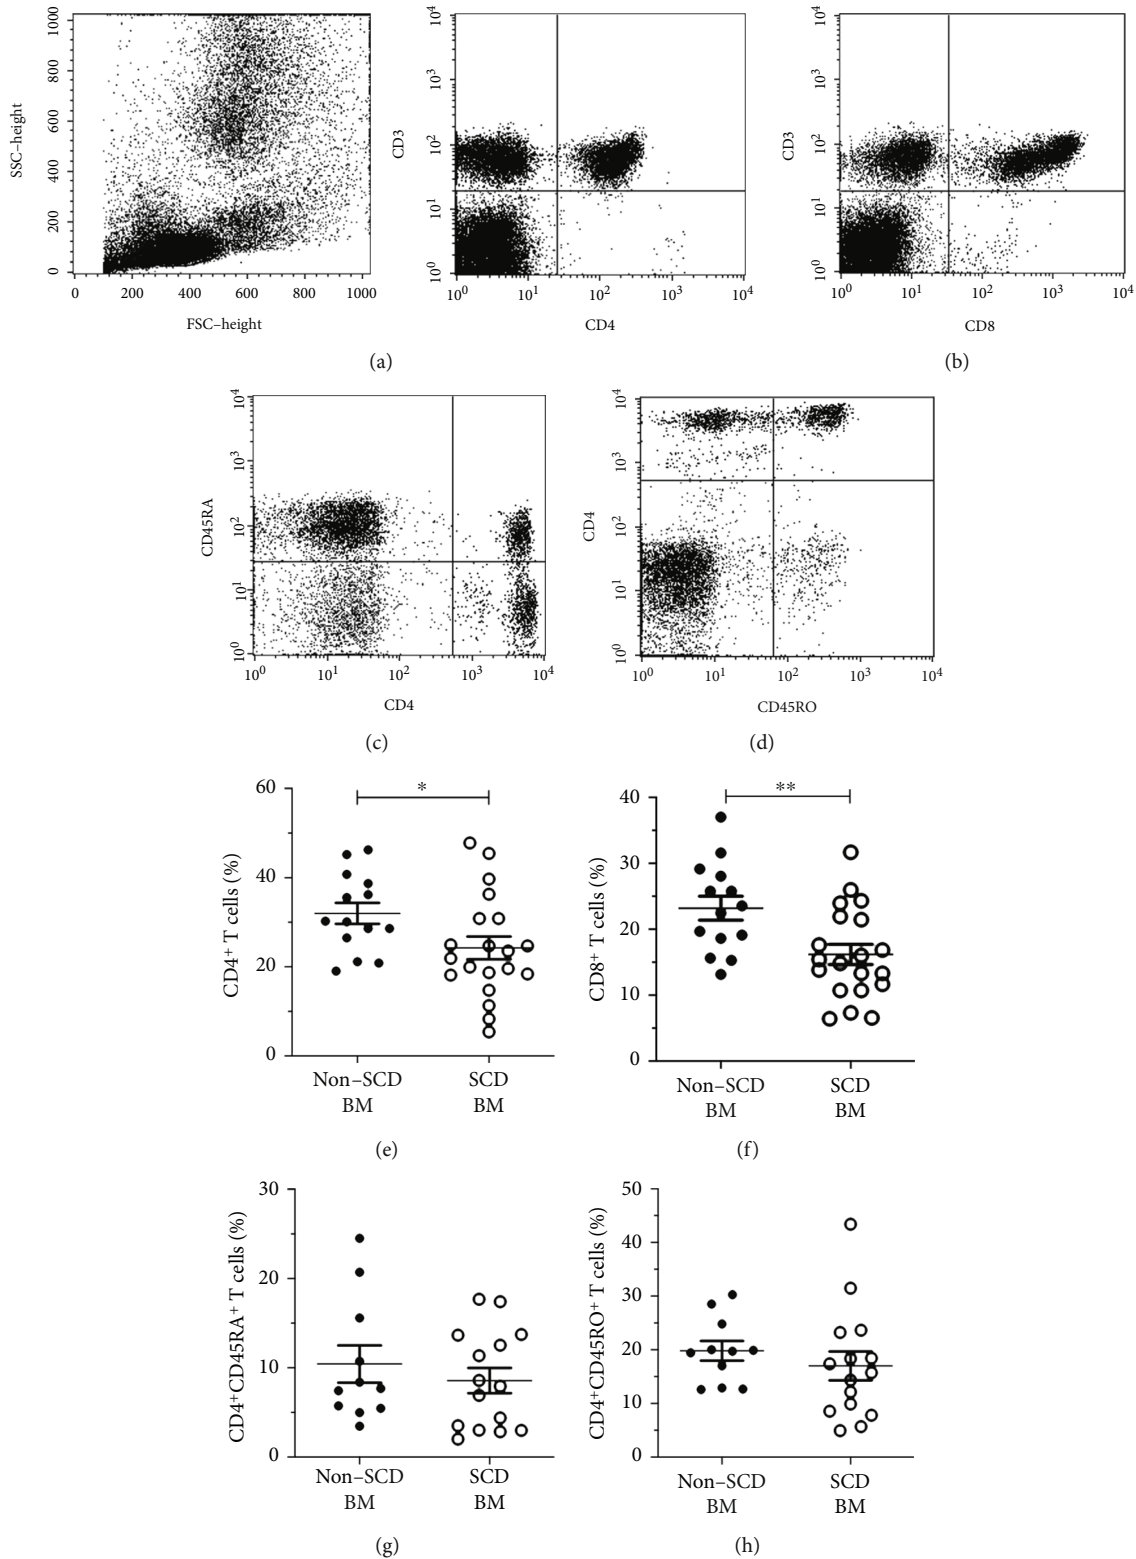 1000
800
600
400
200
0
SSC-height
0 200 400 600 800 1000
FSC-height
10⁴
10³
10²
10¹
10⁰
CD3
10⁰ 10¹ 10² 10³ 10⁴
CD4
(a)
10⁴
10³
10²
10¹
10⁰
CD3
10⁰ 10¹ 10² 10³ 10⁴
CD8
(b)
10⁴
10³
10²
10¹
10⁰
CD45RA
10⁰ 10¹ 10² 10³ 10⁴
CD4
(c)
10⁴
10³
10²
10¹
10⁰
CD4
10⁰ 10¹ 10² 10³ 10⁴
CD45RO
(d)
60
40
20
0
CD4⁺ T cells (%)
*
Non-SCD SCD
BM BM
(e)
40
30
20
10
0
CD8⁺ T cells (%)
**
Non-SCD SCD
BM BM
(f)
30
20
10
0
CD4⁺CD45RA⁺ T cells (%)
Non-SCD SCD
BM BM
(g)
50
40
30
20
10
0
CD4⁺CD45RO⁺ T cells (%)
Non-SCD SCD
BM BM
(h)